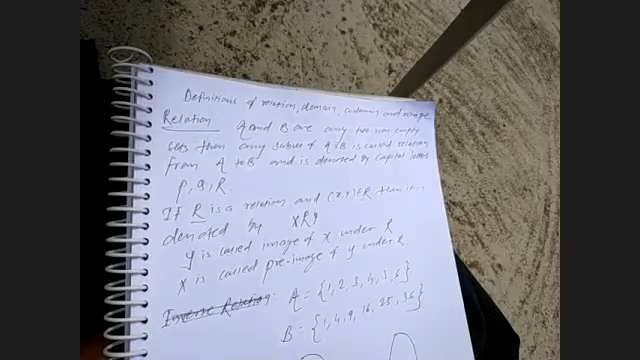 Definitions of relation, domain, codomain and range
Relation A and B are any two non empty
sets then any subset of A×B is called relation
from A to B and is denoted by capital letters
P, Q, R.
If R is a relation and (x,y)∈R then it is
denoted by xRy
y is called image of x under R
x is called pre-image of y under R.
Inverse Relation: A = {1, 2, 3, 4, 5, 6}
B = {1, 4, 9, 16, 25, 36}